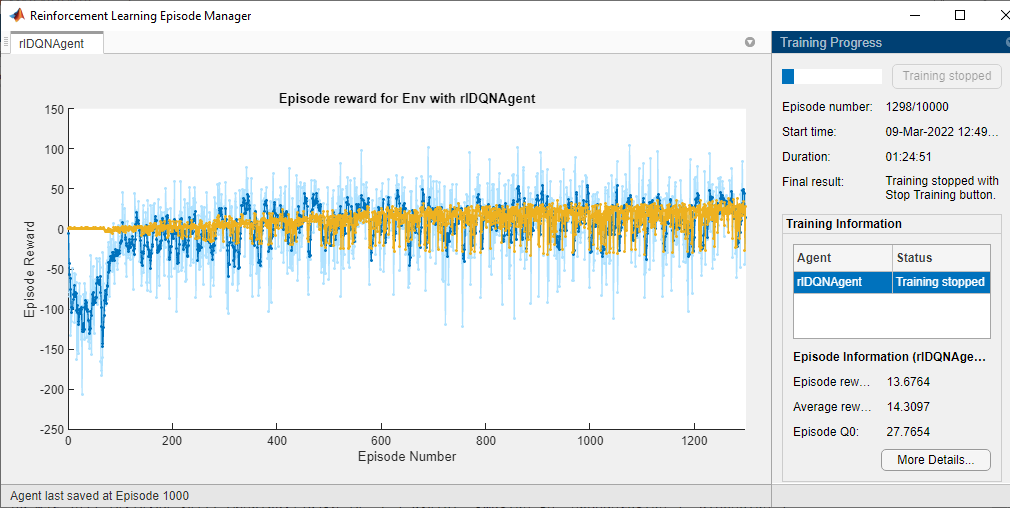 Reinforcement Learning Episode Manager
rlDQNAgent
Episode reward for Env with rlDQNAgent
150
100
50
0
-50
-100
-150
-200
-250
Episode Reward
0
200
400
600
800
1000
1200
Episode Number
Agent last saved at Episode 1000
Training Progress
Training stopped
Episode number: 1298/10000
Start time: 09-Mar-2022 12:49...
Duration: 01:24:51
Final result: Training stopped with
Stop Training button.
Training Information
Agent Status
rlDQNAgent Training stopped
Episode Information (rlDQNAge...
Episode rew... 13.6764
Average rew... 14.3097
Episode Q0: 27.7654
More Details...